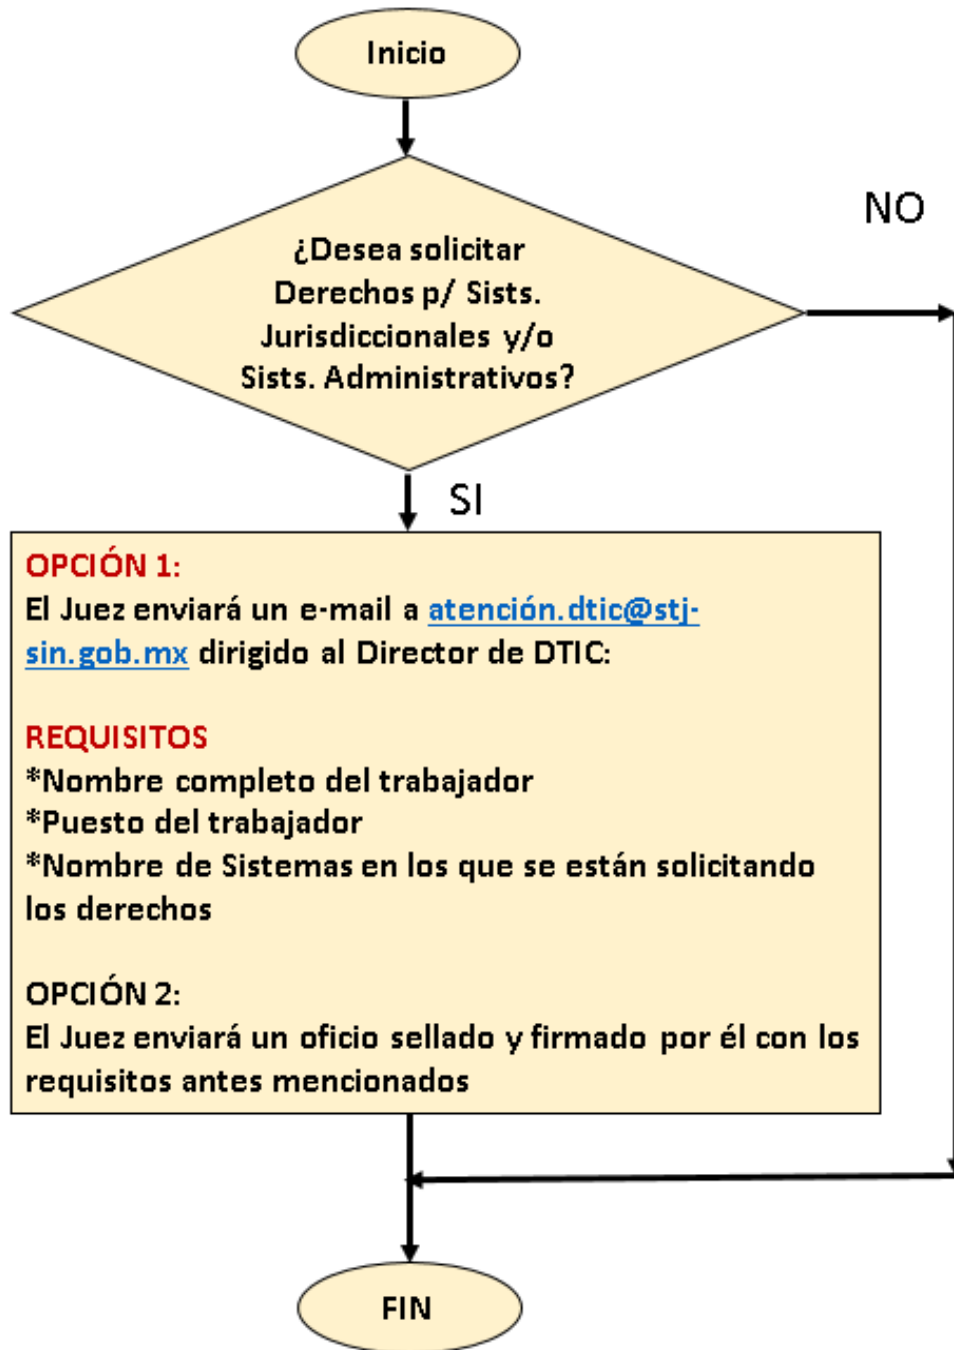 Inicio
NO
¿Desea solicitar
Derechos p/ Sists.
Jurisdiccionales y/o
Sists. Administrativos?
SI
OPCIÓN 1:
El Juez enviará un e-mail a atención.dtic@stj-
sin.gob.mx dirigido al Director de DTIC:
REQUISITOS
*Nombre completo del trabajador
*Puesto del trabajador
*Nombre de Sistemas en los que se están solicitando
los derechos
OPCIÓN 2:
El Juez enviará un oficio sellado y firmado por él con los
requisitos antes mencionados
FIN